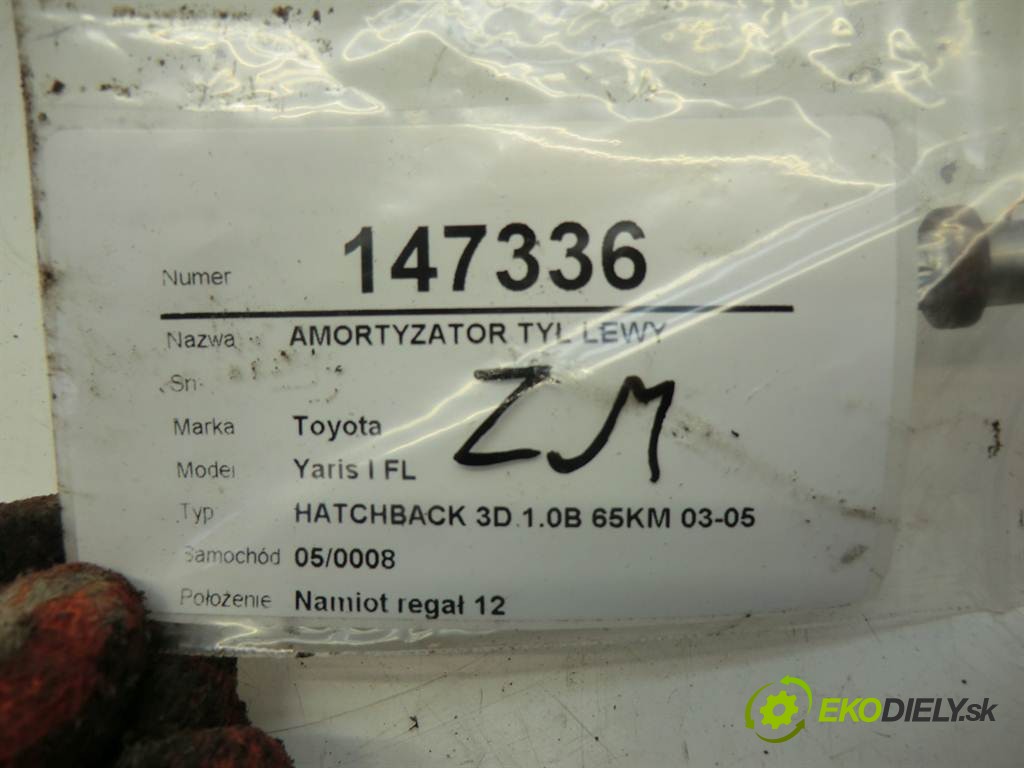 Numer 147336
Nazwa AMORTYZATOR TYL LEWY
Sn
Marka Toyota
Model Yaris I FL
ZM
Typ HATCHBACK 3D 1.0B 65KM 03-05
Samochód 05/0008
Położenie Namiot regał 12
EKODIELY.sk